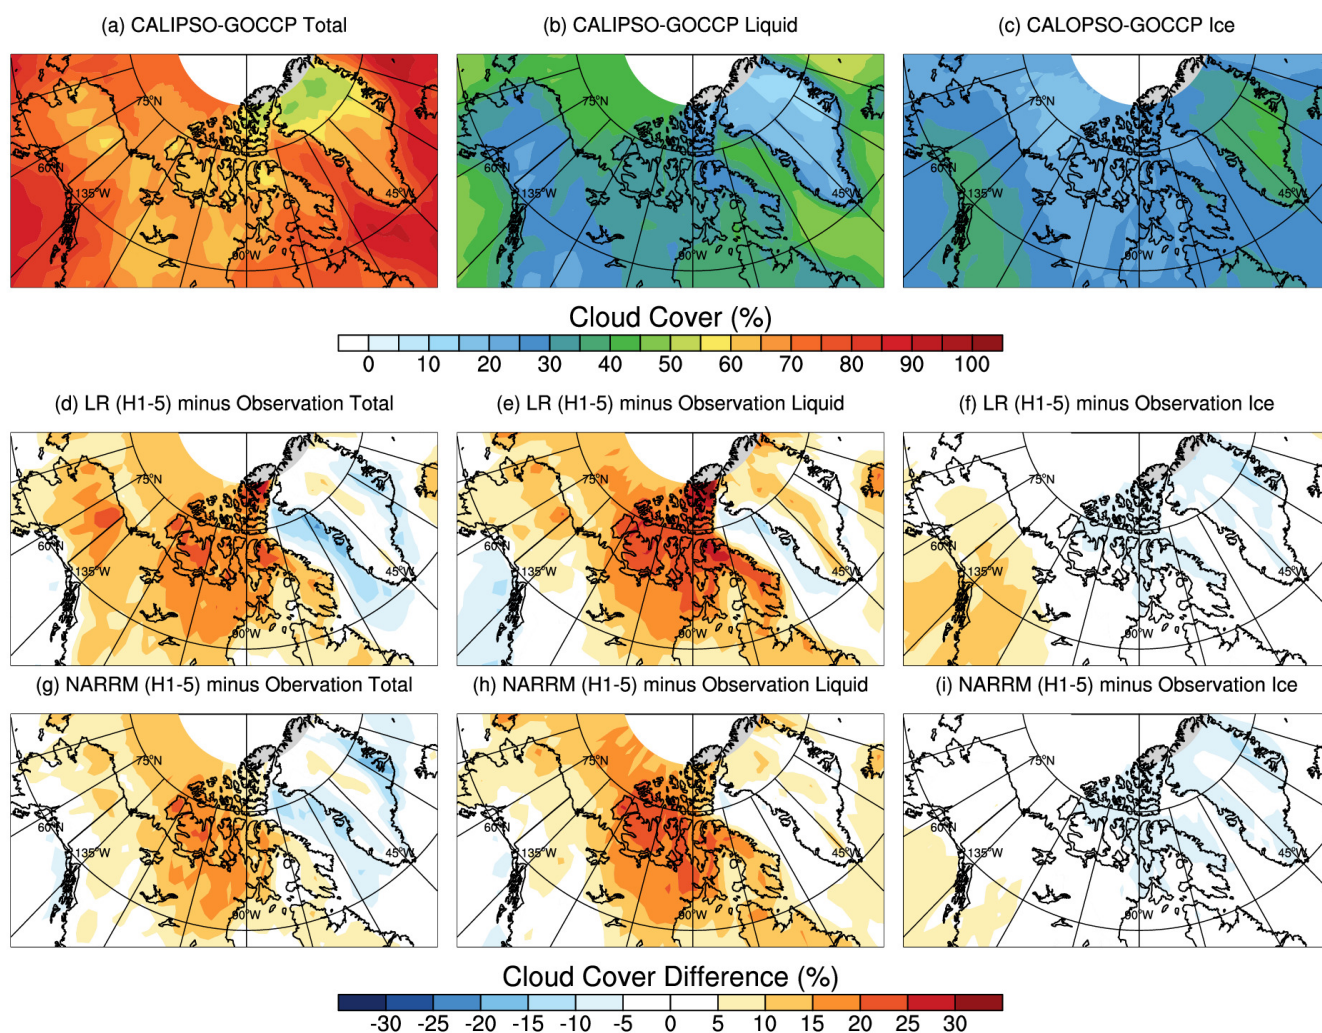 (a) CALIPSO-GOCCP Total
(b) CALIPSO-GOCCP Liquid
(c) CALOPSO-GOCCP Ice
75°N
60°N
135°W
90°W
45°W
75°N
60°N
135°W
90°W
45°W
75°N
60°N
135°W
90°W
45°W
Cloud Cover (%)
0 10 20 30 40 50 60 70 80 90 100
(d) LR (H1-5) minus Observation Total
(e) LR (H1-5) minus Observation Liquid
(f) LR (H1-5) minus Observation Ice
75°N
60°N
135°W
90°W
45°W
75°N
60°N
135°W
90°W
45°W
75°N
60°N
135°W
90°W
45°W
(g) NARRM (H1-5) minus Obervation Total
(h) NARRM (H1-5) minus Observation Liquid
(i) NARRM (H1-5) minus Observation Ice
75°N
60°N
135°W
90°W
45°W
75°N
60°N
135°W
90°W
45°W
75°N
60°N
135°W
90°W
45°W
Cloud Cover Difference (%)
-30 -25 -20 -15 -10 -5 0 5 10 15 20 25 30